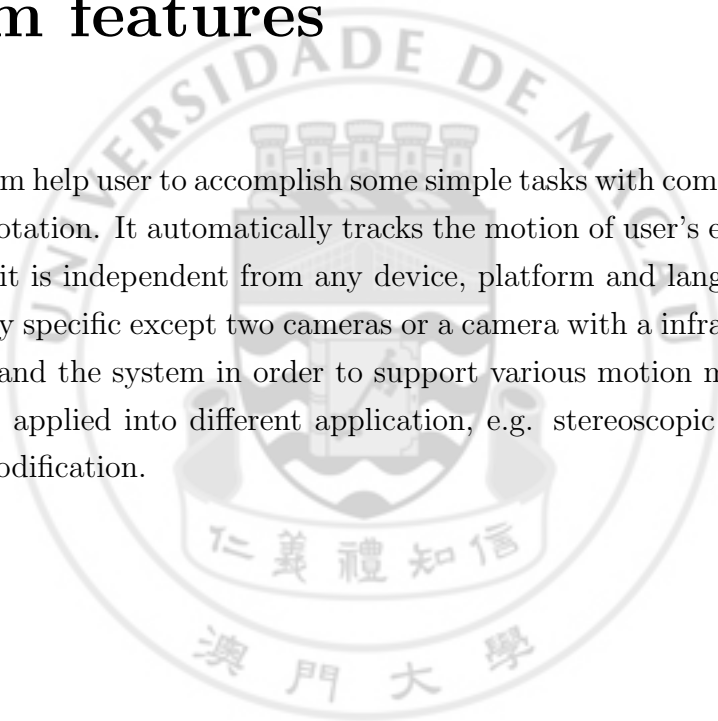 m features
UNIVERSIDADE DE MACAU
m help user to accomplish some simple tasks with com
otation. It automatically tracks the motion of user's e
it is independent from any device, platform and lang
y specific except two cameras or a camera with a infra
and the system in order to support various motion m
applied into different application, e.g. stereoscopic
odification.
仁義禮知信
澳門大學